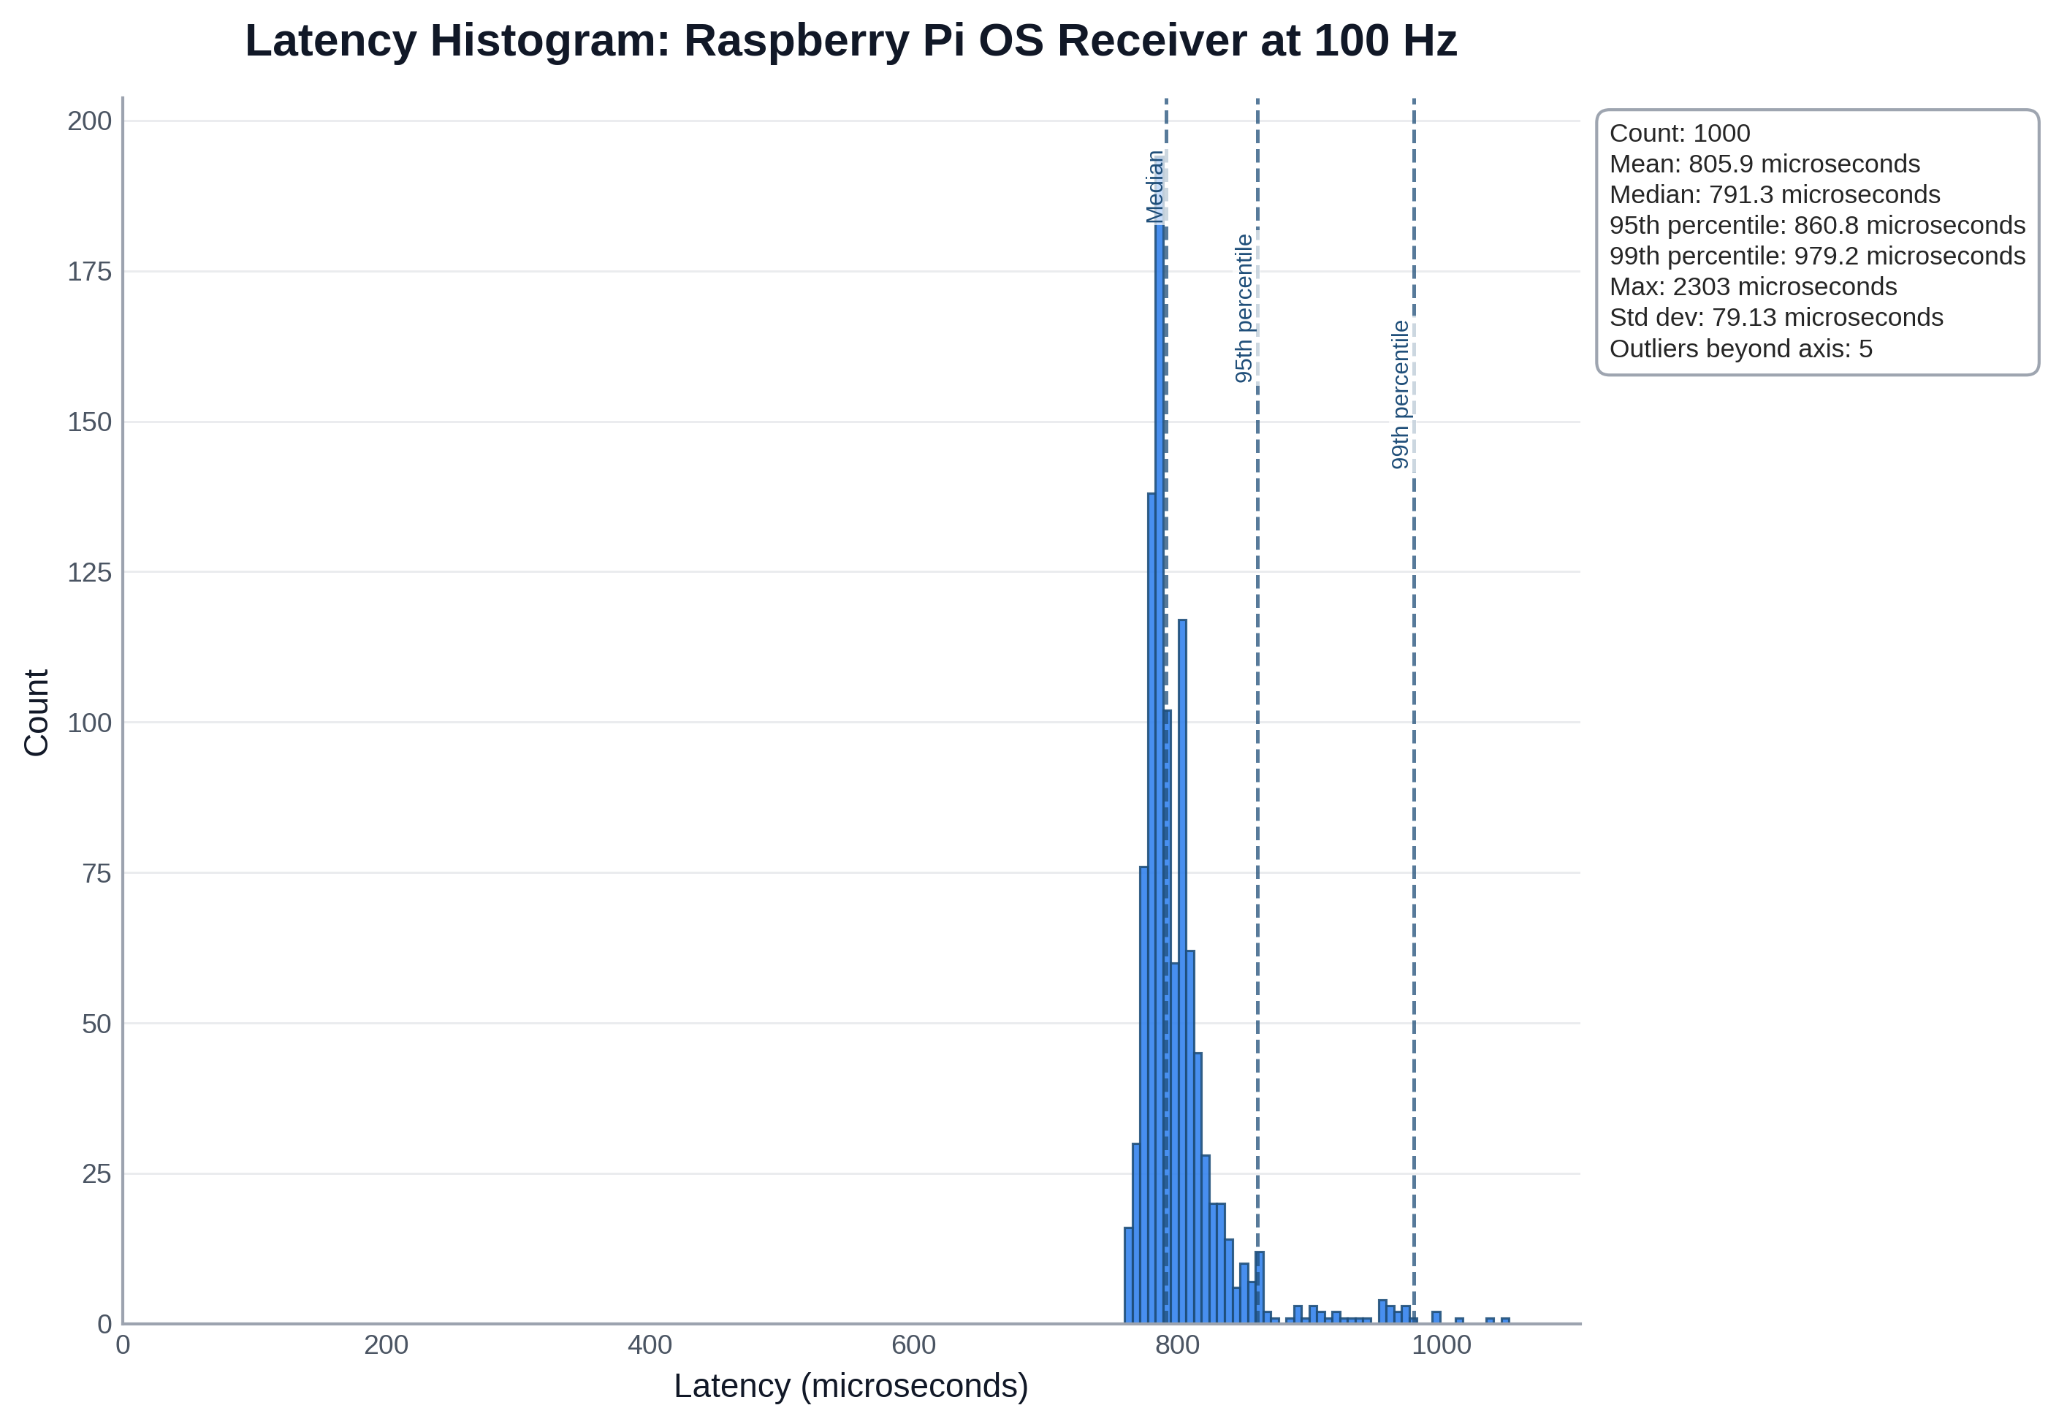 Latency Histogram: Raspberry Pi OS Receiver at 100 Hz
200
175
150
125
100
75
50
25
0
Count
Median
95th percentile
99th percentile
0
200
400
600
800
1000
Latency (microseconds)
Count: 1000
Mean: 805.9 microseconds
Median: 791.3 microseconds
95th percentile: 860.8 microseconds
99th percentile: 979.2 microseconds
Max: 2303 microseconds
Std dev: 79.13 microseconds
Outliers beyond axis: 5